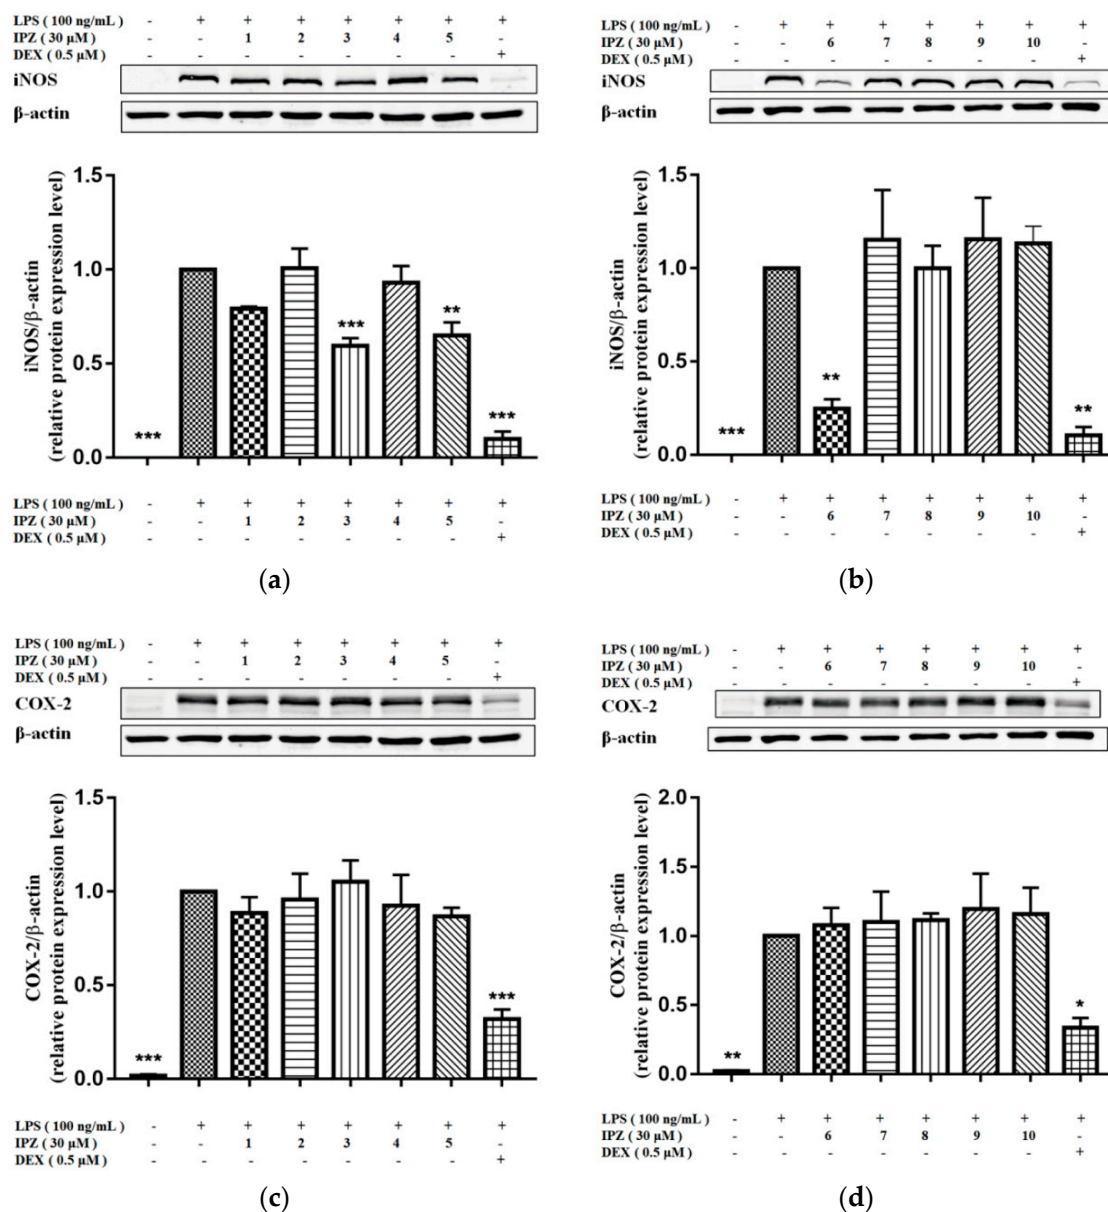 LPS ( 100 ng/mL ) - + + + + + + +
IPZ ( 30 μM ) - - 1 2 3 4 5 -
DEX ( 0.5 μM ) - - - - - - - +
iNOS
β-actin
1.5
1.0
0.5
0.0
iNOS/β-actin
(relative protein expression level)
*** *** ** ***
LPS ( 100 ng/mL ) - + + + + + + +
IPZ ( 30 μM ) - - 1 2 3 4 5 -
DEX ( 0.5 μM ) - - - - - - - +
(a)
LPS ( 100 ng/mL ) - + + + + + + +
IPZ ( 30 μM ) - - 6 7 8 9 10 -
DEX ( 0.5 μM ) - - - - - - - +
iNOS
β-actin
1.5
1.0
0.5
0.0
iNOS/β-actin
(relative protein expression level)
*** ** **
LPS ( 100 ng/mL ) - + + + + + + +
IPZ ( 30 μM ) - - 6 7 8 9 10 -
DEX ( 0.5 μM ) - - - - - - - +
(b)
LPS ( 100 ng/mL ) - + + + + + + +
IPZ ( 30 μM ) - - 1 2 3 4 5 -
DEX ( 0.5 μM ) - - - - - - - +
COX-2
β-actin
1.5
1.0
0.5
0.0
COX-2/β-actin
(relative protein expression level)
*** ***
LPS ( 100 ng/mL ) - + + + + + + +
IPZ ( 30 μM ) - - 1 2 3 4 5 -
DEX ( 0.5 μM ) - - - - - - - +
(c)
LPS ( 100 ng/mL ) - + + + + + + +
IPZ ( 30 μM ) - - 6 7 8 9 10 -
DEX ( 0.5 μM ) - - - - - - - +
COX-2
β-actin
2.0
1.5
1.0
0.5
0.0
COX-2/β-actin
(relative protein expression level)
** *
LPS ( 100 ng/mL ) - + + + + + + +
IPZ ( 30 μM ) - - 6 7 8 9 10 -
DEX ( 0.5 μM ) - - - - - - - +
(d)